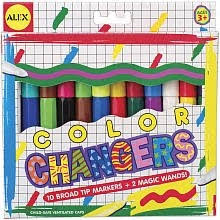 ALEX
AGES
3+
COLOR
CHANGERS
10 BROAD TIP MARKERS + 2 MAGIC WANDS!
CHILD-SAFE VENTILATED CAPS